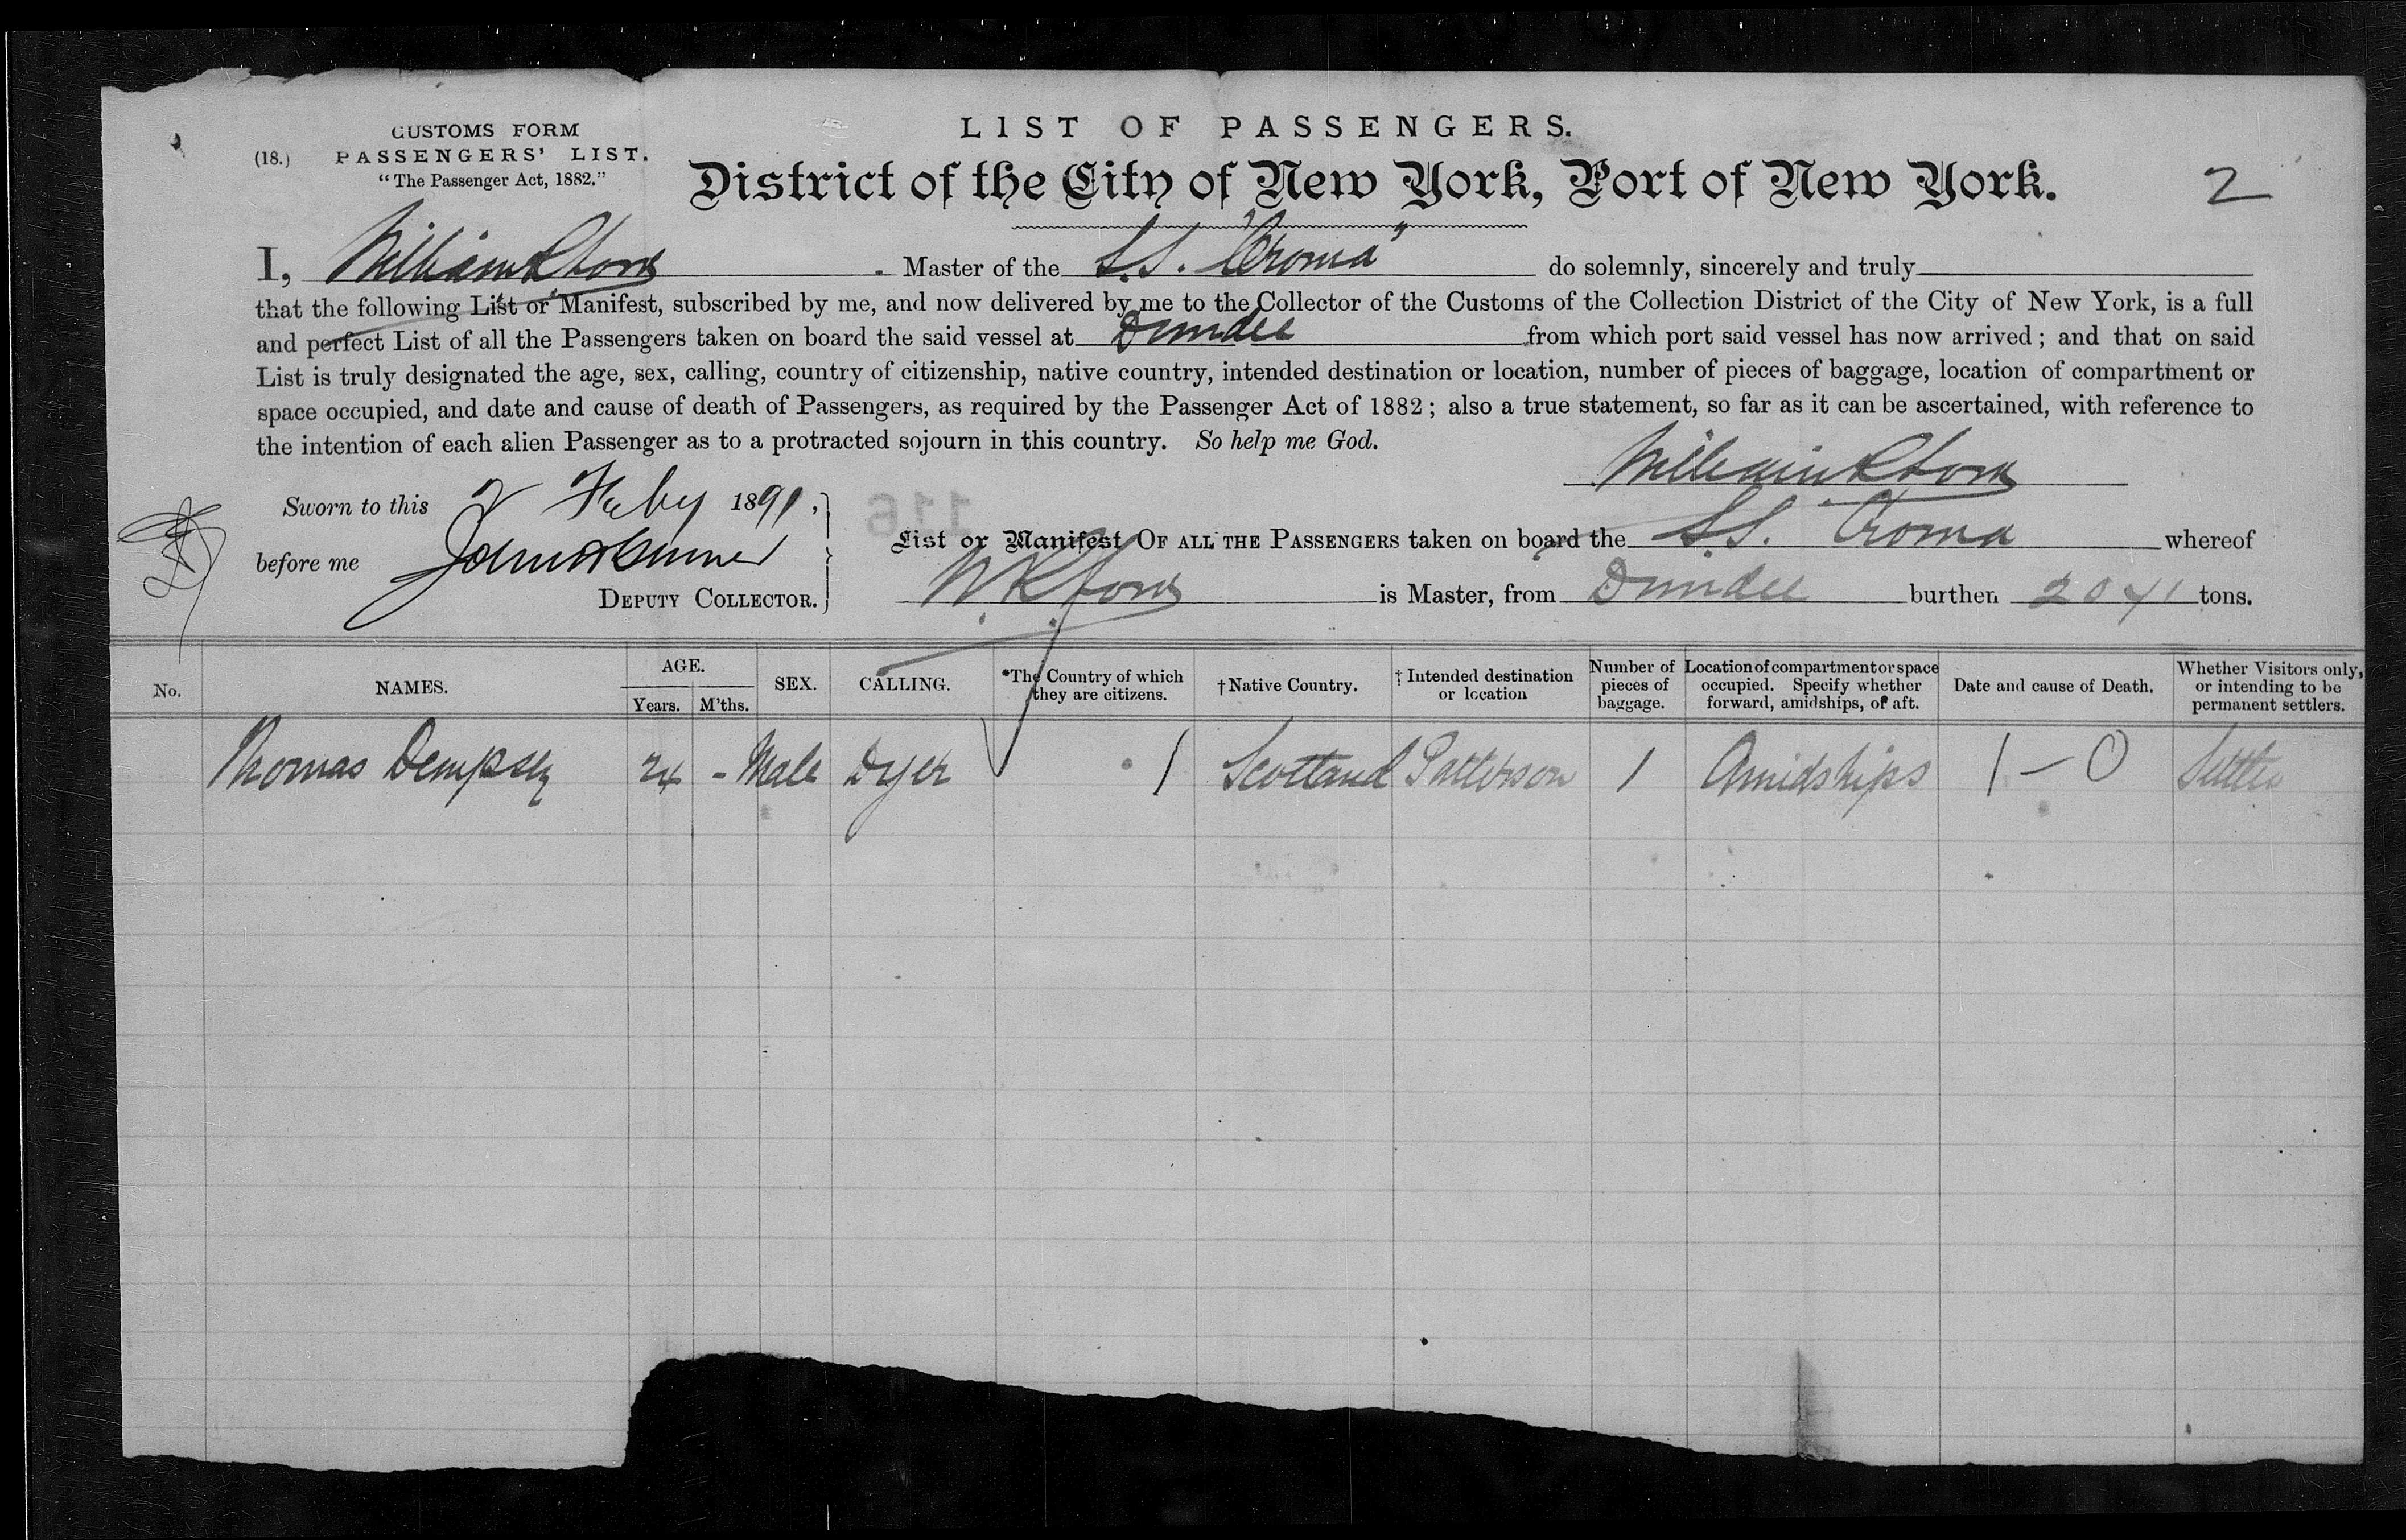 LIST OF PASSENGERS.
CUSTOMS FORM
(18.) PASSENGERS' LIST.
"The Passenger Act, 1882."
District of the City of New York, Port of New York.
2
I, William Master of the S.S. "Croma" do solemnly, sincerely and truly
that the following List or Manifest, subscribed by me, and now delivered by me to the Collector of the Customs of the Collection District of the City of New York, is a full
and perfect List of all the Passengers taken on board the said vessel at Dundee from which port said vessel has now arrived; and that on said
List is truly designated the age, sex, calling, country of citizenship, native country, intended destination or location, number of pieces of baggage, location of compartment or
space occupied, and date and cause of death of Passengers, as required by the Passenger Act of 1882; also a true statement, so far as it can be ascertained, with reference to
the intention of each alien Passenger as to a protracted sojourn in this country. So help me God.
William
Sworn to this 2 Feby 1891.
before me
DEPUTY COLLECTOR.
116
List or Manifest OF ALL THE PASSENGERS taken on board the S.S. Croma whereof
is Master, from Dundee burthen 2041 tons.
No. NAMES. AGE. Years. M'ths. SEX. CALLING. *The Country of which they are citizens. †Native Country. †Intended destination or location Number of pieces of baggage. Location of compartment or space occupied. Specify whether forward, amidships, or aft. Date and cause of Death. Whether Visitors only, or intending to be permanent settlers.
Thomas Dempsey 24 - Male Dyer 1 Scotland Patterson 1 Amidships 1 - 0 Settler